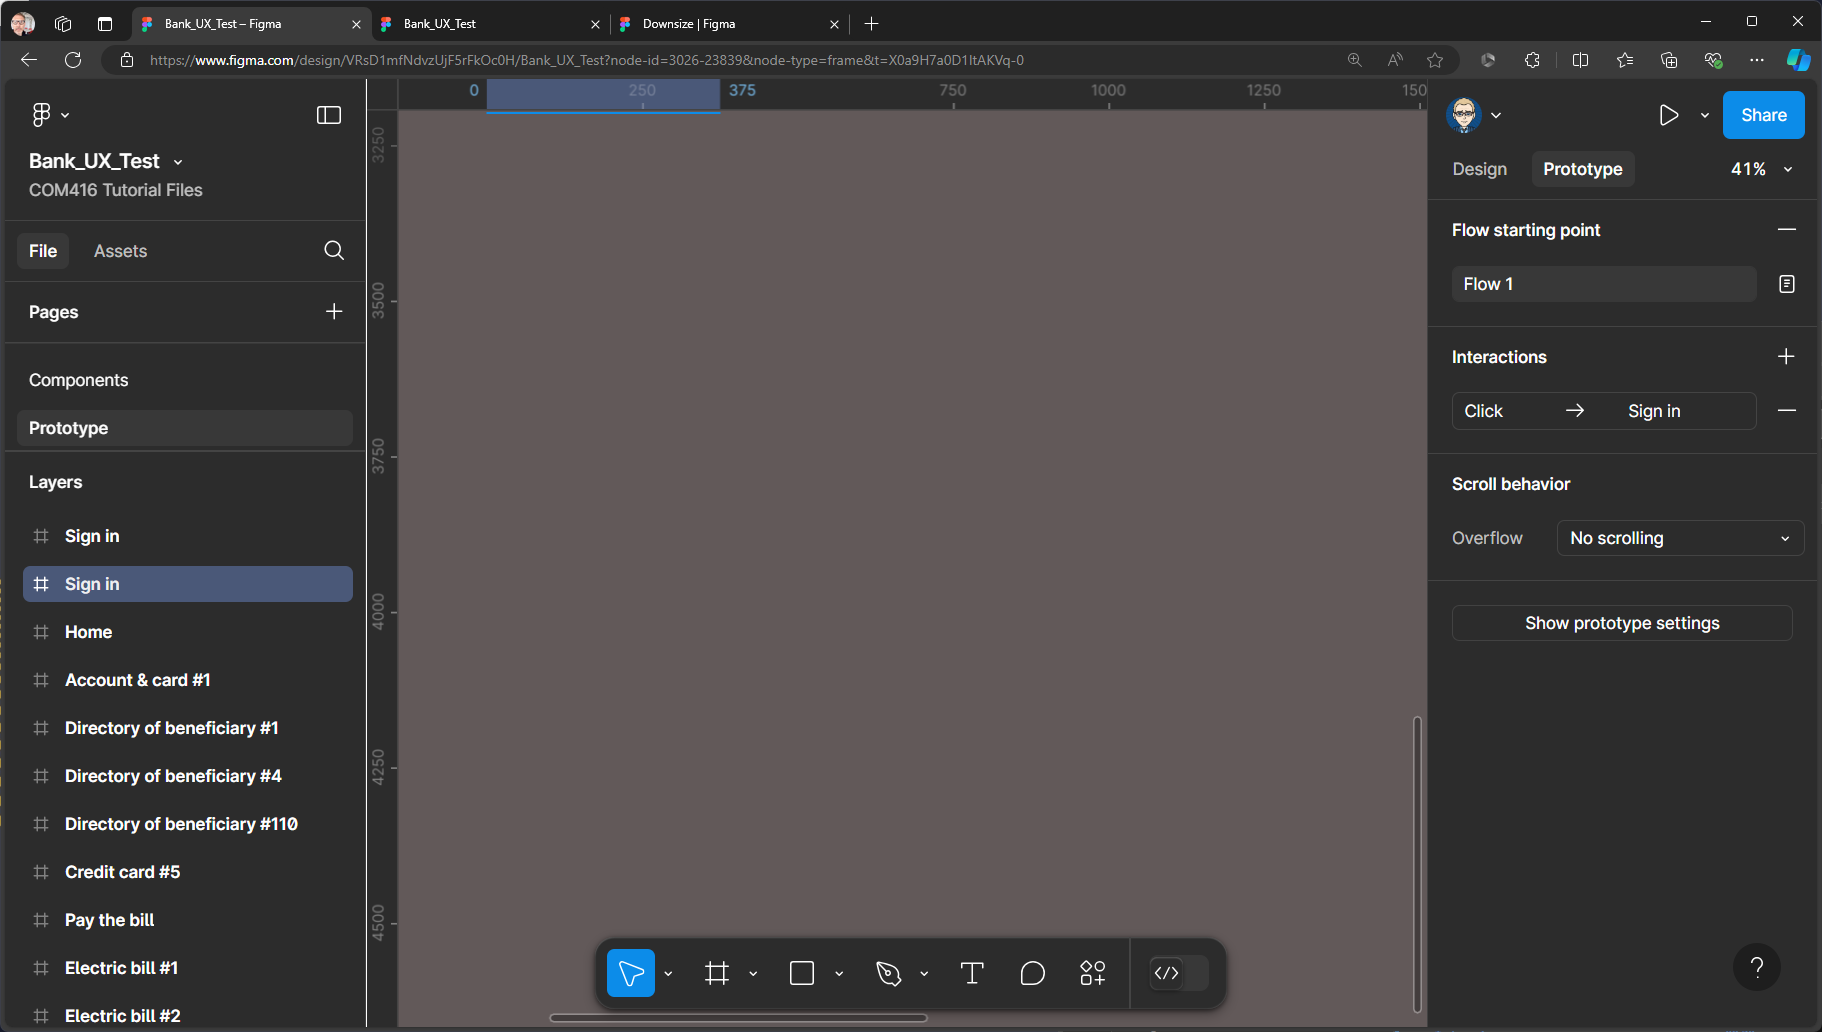 Bank_UX_Test – Figma
Bank_UX_Test
Downsize | Figma
https://www.figma.com/design/VRsD1mfNdvzUjF5rFkOc0H/Bank_UX_Test?node-id=3026-23839&node-type=frame&t=X0a9H7a0D1ltAKVq-0
0 250 375 750 1000 1250 150
Share
Bank_UX_Test
COM416 Tutorial Files
Design Prototype 41%
File Assets
Flow starting point
Flow 1
Pages
Components
Prototype
Interactions
Click → Sign in
Layers
Scroll behavior
Overflow No scrolling
Show prototype settings
Sign in
Sign in
Home
Account & card #1
Directory of beneficiary #1
Directory of beneficiary #4
Directory of beneficiary #110
Credit card #5
Pay the bill
Electric bill #1
Electric bill #2
3250
3500
3750
4000
4250
4500
T
</>
?